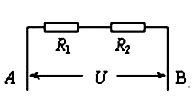 R₁ R₂
A U B